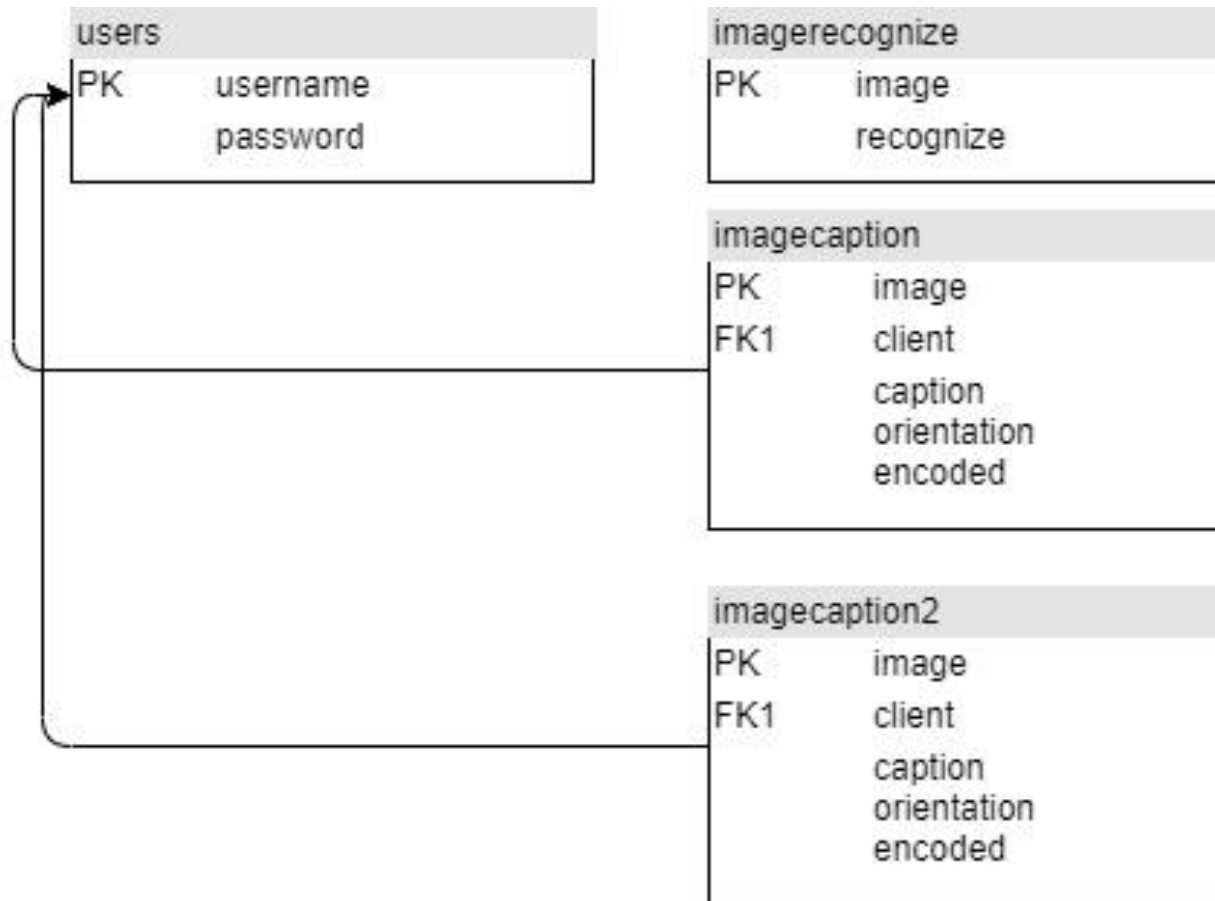 users
PK username
password
imagerecognize
PK image
recognize
imagecaption
PK image
FK1 client
caption
orientation
encoded
imagecaption2
PK image
FK1 client
caption
orientation
encoded